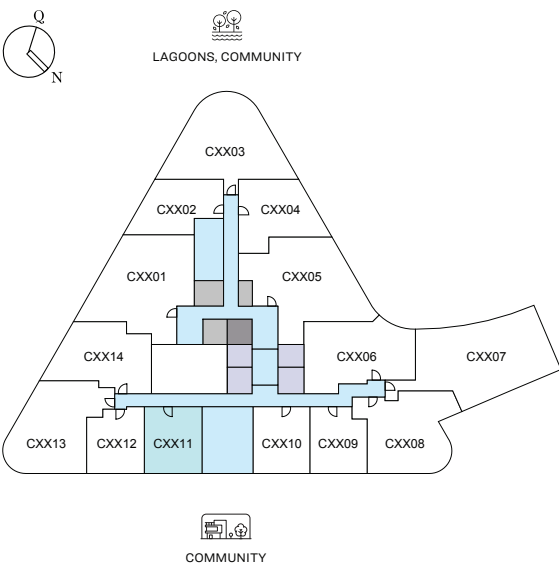 Q
N
LAGOONS, COMMUNITY
CXX03
CXX02
CXX04
CXX01
CXX05
CXX14
CXX06
CXX07
CXX13
CXX12
CXX11
CXX10
CXX09
CXX08
COMMUNITY